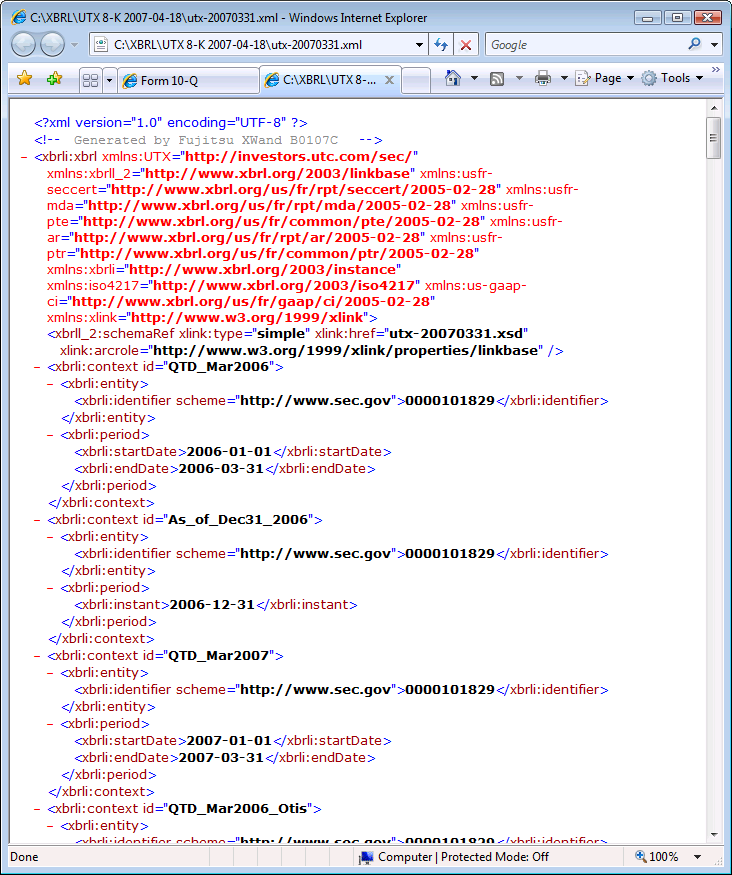 C:\XBRL\UTX 8-K 2007-04-18\utx-20070331.xml - Windows Internet Explorer
C:\XBRL\UTX 8-K 2007-04-18\utx-20070331.xml
Google
Form 10-Q
C:\XBRL\UTX 8-...
Page
Tools
<?xml version="1.0" encoding="UTF-8" ?>
<!-- Generated by Fujitsu XWand B0107C -->
- <xbrli:xbrl xmlns:UTX="http://investors.utc.com/sec/"
xmlns:xbrll_2="http://www.xbrl.org/2003/linkbase" xmlns:usfr-
seccert="http://www.xbrl.org/us/fr/rpt/seccert/2005-02-28" xmlns:usfr-
mda="http://www.xbrl.org/us/fr/rpt/mda/2005-02-28" xmlns:usfr-
pte="http://www.xbrl.org/us/fr/common/pte/2005-02-28" xmlns:usfr-
ar="http://www.xbrl.org/us/fr/rpt/ar/2005-02-28" xmlns:usfr-
ptr="http://www.xbrl.org/us/fr/common/ptr/2005-02-28"
xmlns:xbrli="http://www.xbrl.org/2003/instance"
xmlns:iso4217="http://www.xbrl.org/2003/iso4217" xmlns:us-gaap-
ci="http://www.xbrl.org/us/fr/gaap/ci/2005-02-28"
xmlns:xlink="http://www.w3.org/1999/xlink">
<xbrll_2:schemaRef xlink:type="simple" xlink:href="utx-20070331.xsd"
xlink:arcrole="http://www.w3.org/1999/xlink/properties/linkbase" />
- <xbrli:context id="QTD_Mar2006">
- <xbrli:entity>
<xbrli:identifier scheme="http://www.sec.gov">0000101829</xbrli:identifier>
</xbrli:entity>
- <xbrli:period>
<xbrli:startDate>2006-01-01</xbrli:startDate>
<xbrli:endDate>2006-03-31</xbrli:endDate>
</xbrli:period>
</xbrli:context>
- <xbrli:context id="As_of_Dec31_2006">
- <xbrli:entity>
<xbrli:identifier scheme="http://www.sec.gov">0000101829</xbrli:identifier>
</xbrli:entity>
- <xbrli:period>
<xbrli:instant>2006-12-31</xbrli:instant>
</xbrli:period>
</xbrli:context>
- <xbrli:context id="QTD_Mar2007">
- <xbrli:entity>
<xbrli:identifier scheme="http://www.sec.gov">0000101829</xbrli:identifier>
</xbrli:entity>
- <xbrli:period>
<xbrli:startDate>2007-01-01</xbrli:startDate>
<xbrli:endDate>2007-03-31</xbrli:endDate>
</xbrli:period>
</xbrli:context>
- <xbrli:context id="QTD_Mar2006_Otis">
- <xbrli:entity>
<xbrli:identifier scheme="http://www.sec.gov">0000101829</xbrli:identifier>
Done
Computer | Protected Mode: Off
100%